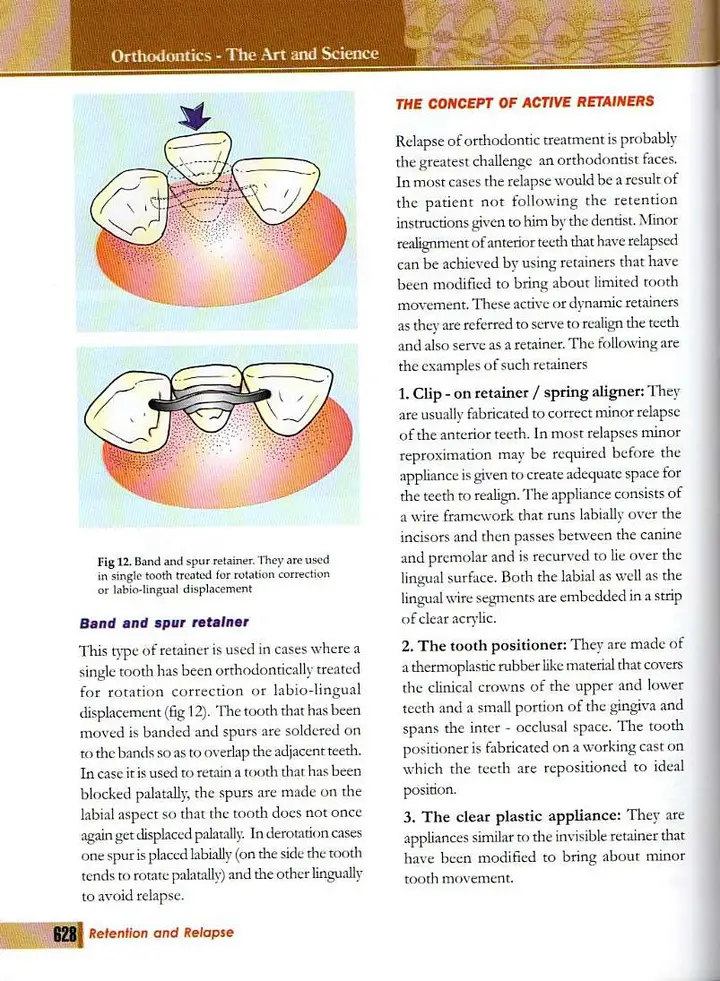 Orthodontics - The Art and Science
Fig 12. Band and spur retainer. They are used
in single tooth treated for rotation correction
or labio-lingual displacement
Band and spur retainer
This type of retainer is used in cases where a
single tooth has been orthodontically treated
for rotation correction or labio-lingual
displacement (fig 12). The tooth that has been
moved is banded and spurs are soldered on
to the bands so as to overlap the adjacent teeth.
In case it is used to retain a tooth that has been
blocked palatally, the spurs are made on the
labial aspect so that the tooth does not once
again get displaced palatally. In derotation cases
one spur is placed labially (on the side the tooth
tends to rotate palatally) and the other lingually
to avoid relapse.
THE CONCEPT OF ACTIVE RETAINERS
Relapse of orthodontic treatment is probably
the greatest challenge an orthodontist faces.
In most cases the relapse would be a result of
the patient not following the retention
instructions given to him by the dentist. Minor
realignment of anterior teeth that have relapsed
can be achieved by using retainers that have
been modified to bring about limited tooth
movement. These active or dynamic retainers
as they are referred to serve to realign the teeth
and also serve as a retainer. The following are
the examples of such retainers
1. Clip - on retainer / spring aligner: They
are usually fabricated to correct minor relapse
of the anterior teeth. In most relapses minor
reproximation may be required before the
appliance is given to create adequate space for
the teeth to realign. The appliance consists of
a wire framework that runs labially over the
incisors and then passes between the canine
and premolar and is recurved to lie over the
lingual surface. Both the labial as well as the
lingual wire segments are embedded in a strip
of clear acrylic.
2. The tooth positioner: They are made of
a thermoplastic rubber like material that covers
the clinical crowns of the upper and lower
teeth and a small portion of the gingiva and
spans the inter - occlusal space. The tooth
positioner is fabricated on a working cast on
which the teeth are repositioned to ideal
position.
3. The clear plastic appliance: They are
appliances similar to the invisible retainer that
have been modified to bring about minor
tooth movement.
628 Retention and Relapse